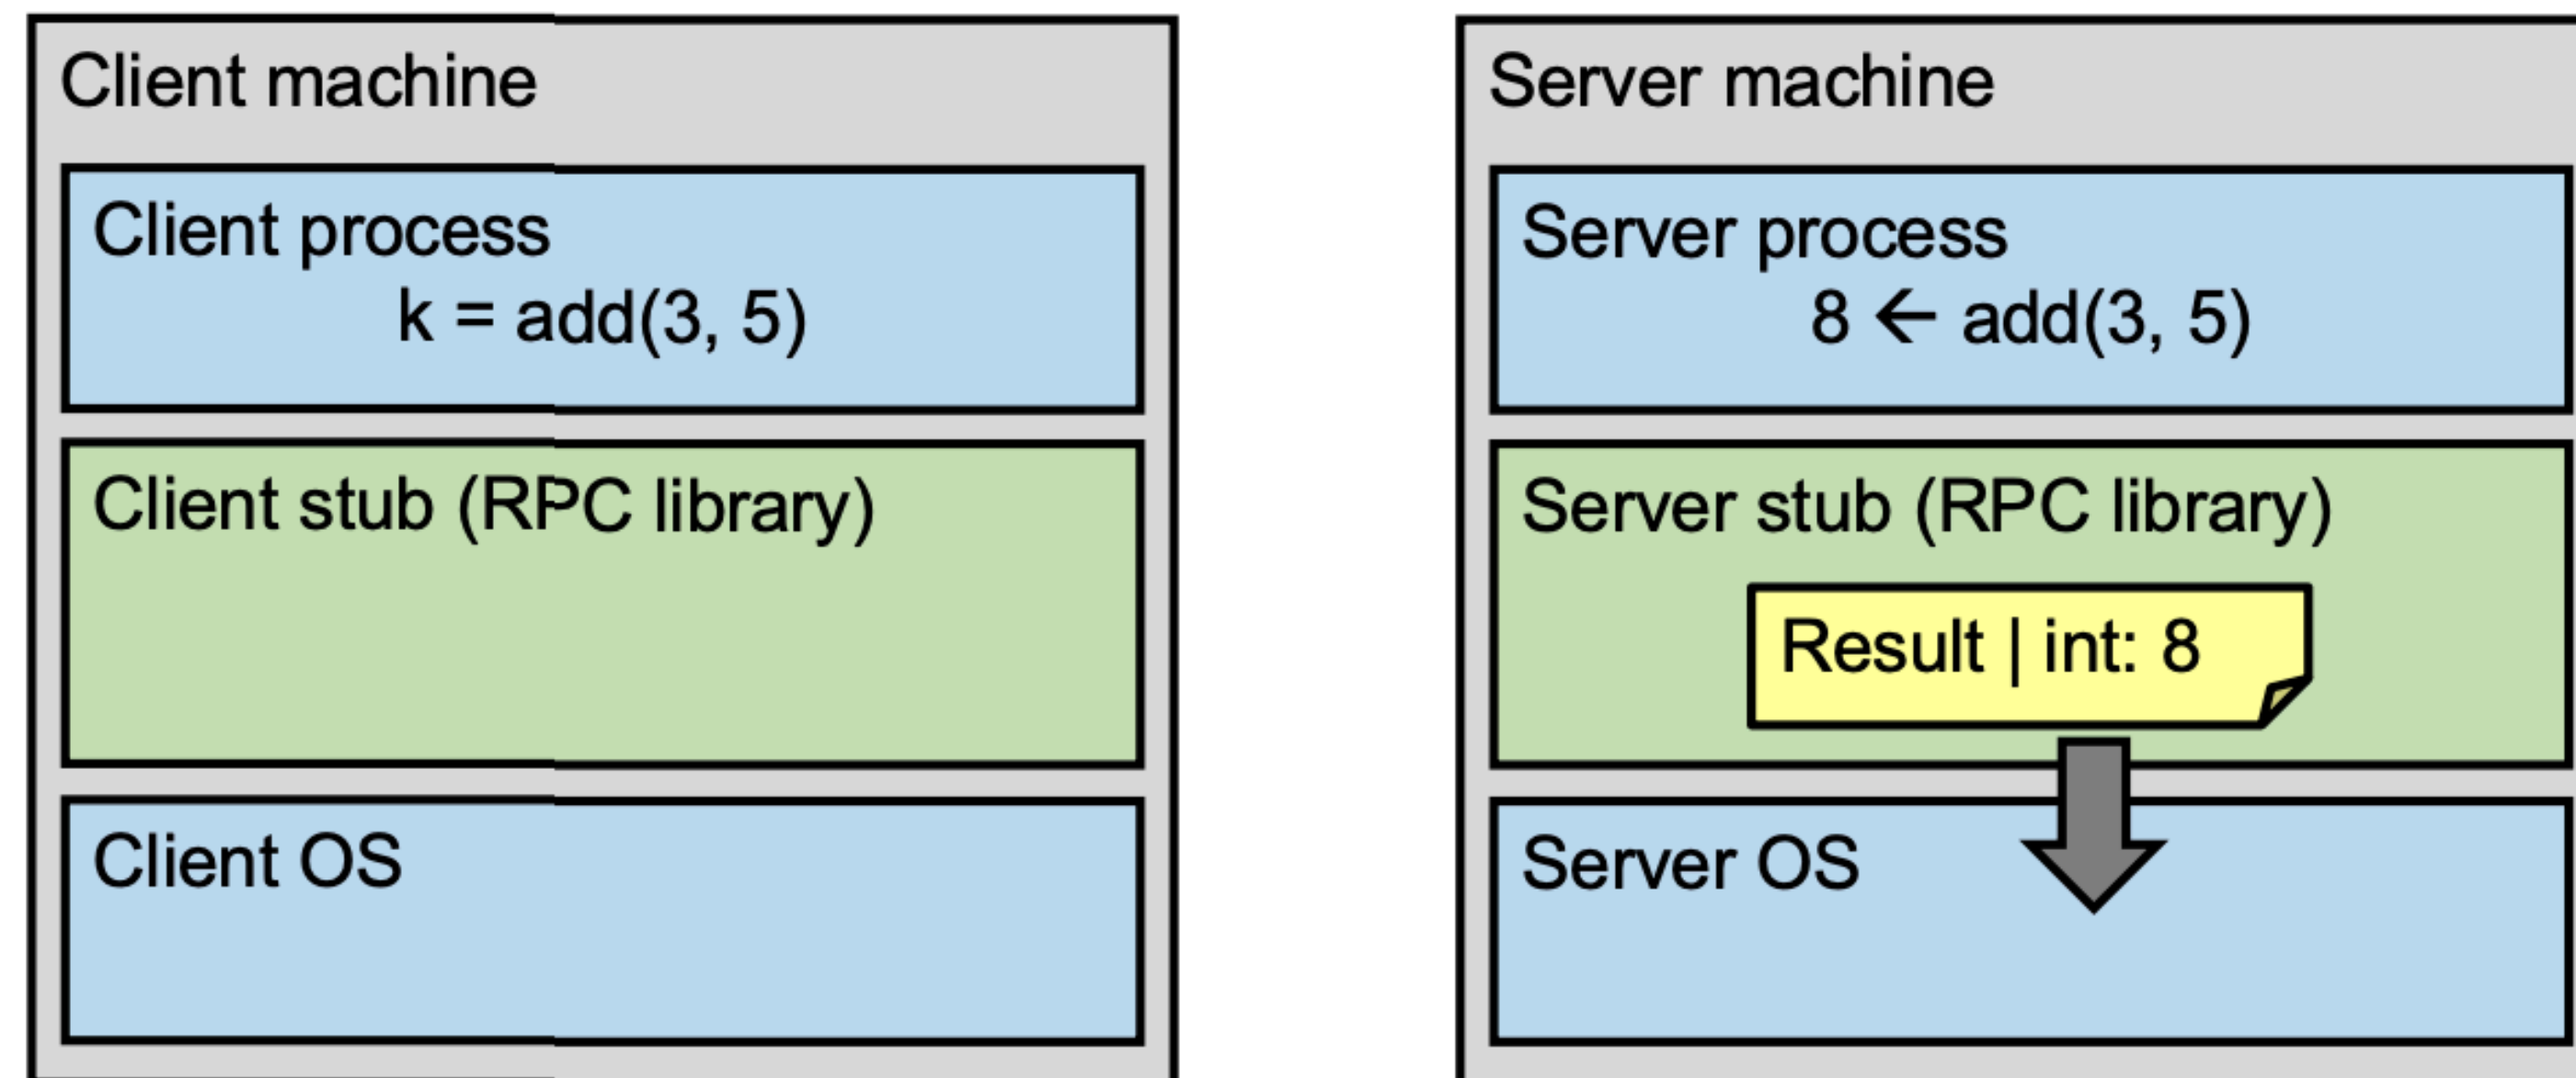 Client machine
Client process
k = add(3, 5)
Client stub (RPC library)
Client OS
Server machine
Server process
8 ← add(3, 5)
Server stub (RPC library)
Result | int: 8
Server OS